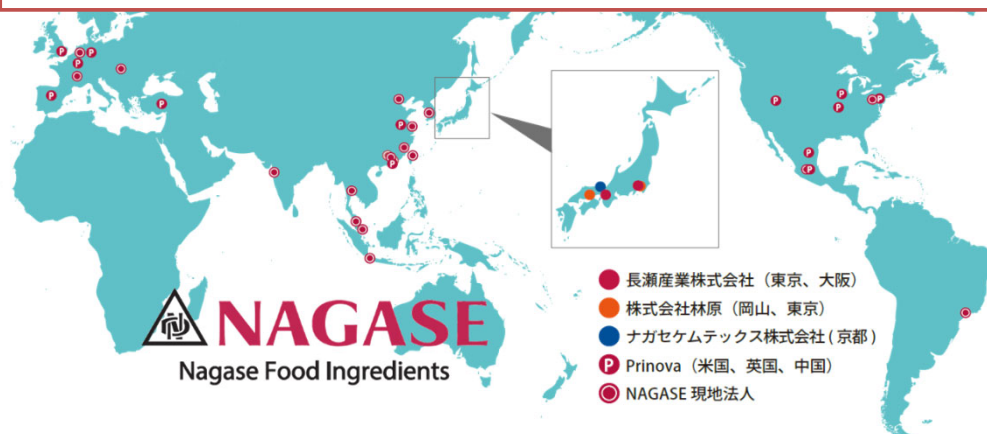 NAGASE
Nagase Food Ingredients
長瀬産業株式会社（東京、大阪）
株式会社林原（岡山、東京）
ナガセケムテックス株式会社 ( 京都 )
P Prinova（米国、英国、中国）
NAGASE 現地法人